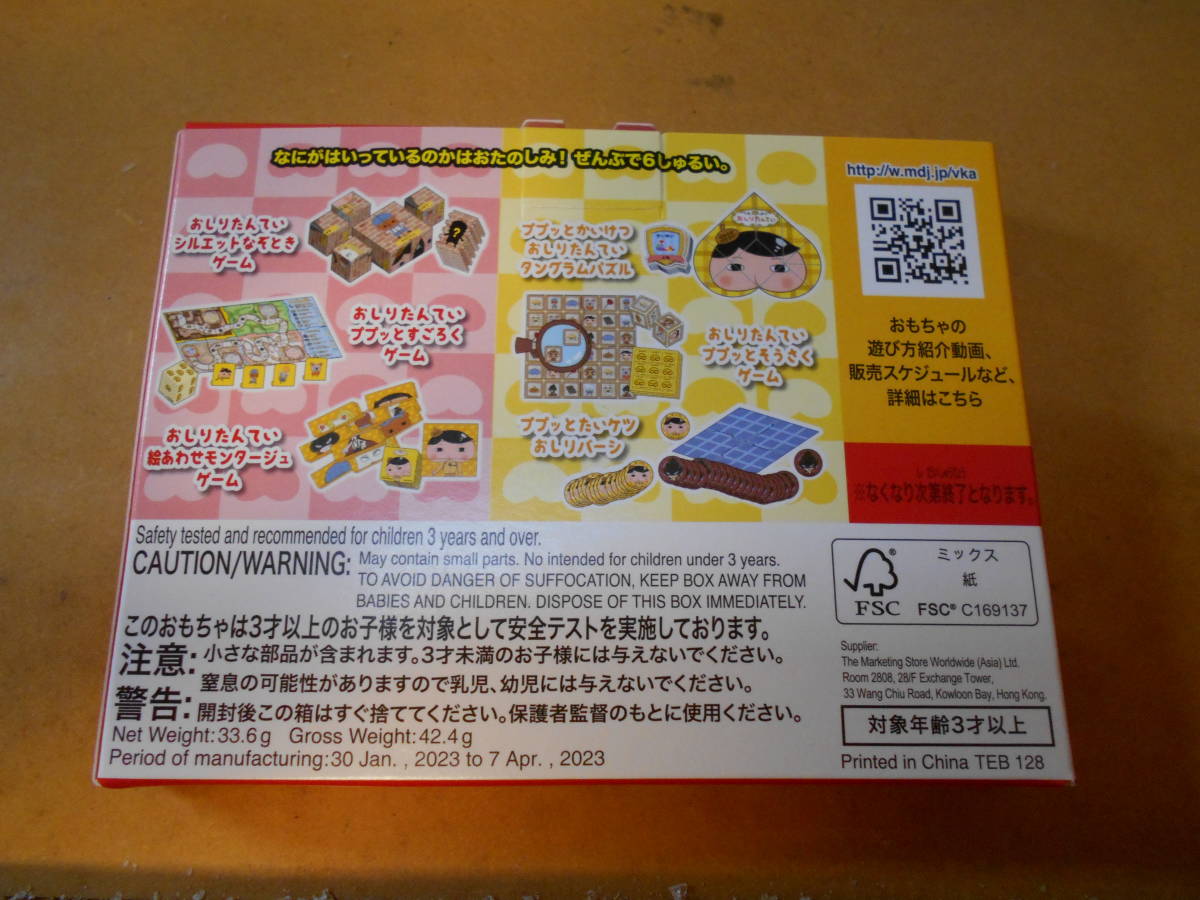 なにがはいっているのかはおたのしみ! ぜんぶで6しゅるい。
おしりたんてい
シルエットなぞとき
ゲーム
おしりたんてい
ププッとすごろく
ゲーム
おしりたんてい
絵あわせモンタージュ
ゲーム
ププッとかいけつ
おしりたんてい
タングラムパズル
おしりたんてい
おしりたんてい
ププッとそうさく
ゲーム
ププッとたいケツ
おしりバーシ
http://w.mdj.jp/vka
おもちゃの
遊び方紹介動画、
販売スケジュールなど、
詳細はこちら
※なくなり次第終了となります。
Safety tested and recommended for children 3 years and over.
CAUTION/WARNING: May contain small parts. No intended for children under 3 years.
TO AVOID DANGER OF SUFFOCATION, KEEP BOX AWAY FROM
BABIES AND CHILDREN. DISPOSE OF THIS BOX IMMEDIATELY.
このおもちゃは3才以上のお子様を対象として安全テストを実施しております。
注意: 小さな部品が含まれます。3才未満のお子様には与えないでください。
警告: 窒息の可能性がありますので乳児、幼児には与えないでください。
開封後この箱はすぐ捨ててください。保護者監督のもとに使用ください。
Net Weight:33.6g Gross Weight:42.4g
Period of manufacturing:30 Jan. , 2023 to 7 Apr. , 2023
FSC
ミックス
紙
FSC® C169137
Supplier:
The Marketing Store Worldwide (Asia) Ltd.
Room 2808, 28/F Exchange Tower,
33 Wang Chiu Road, Kowloon Bay, Hong Kong.
対象年齢3才以上
Printed in China TEB 128